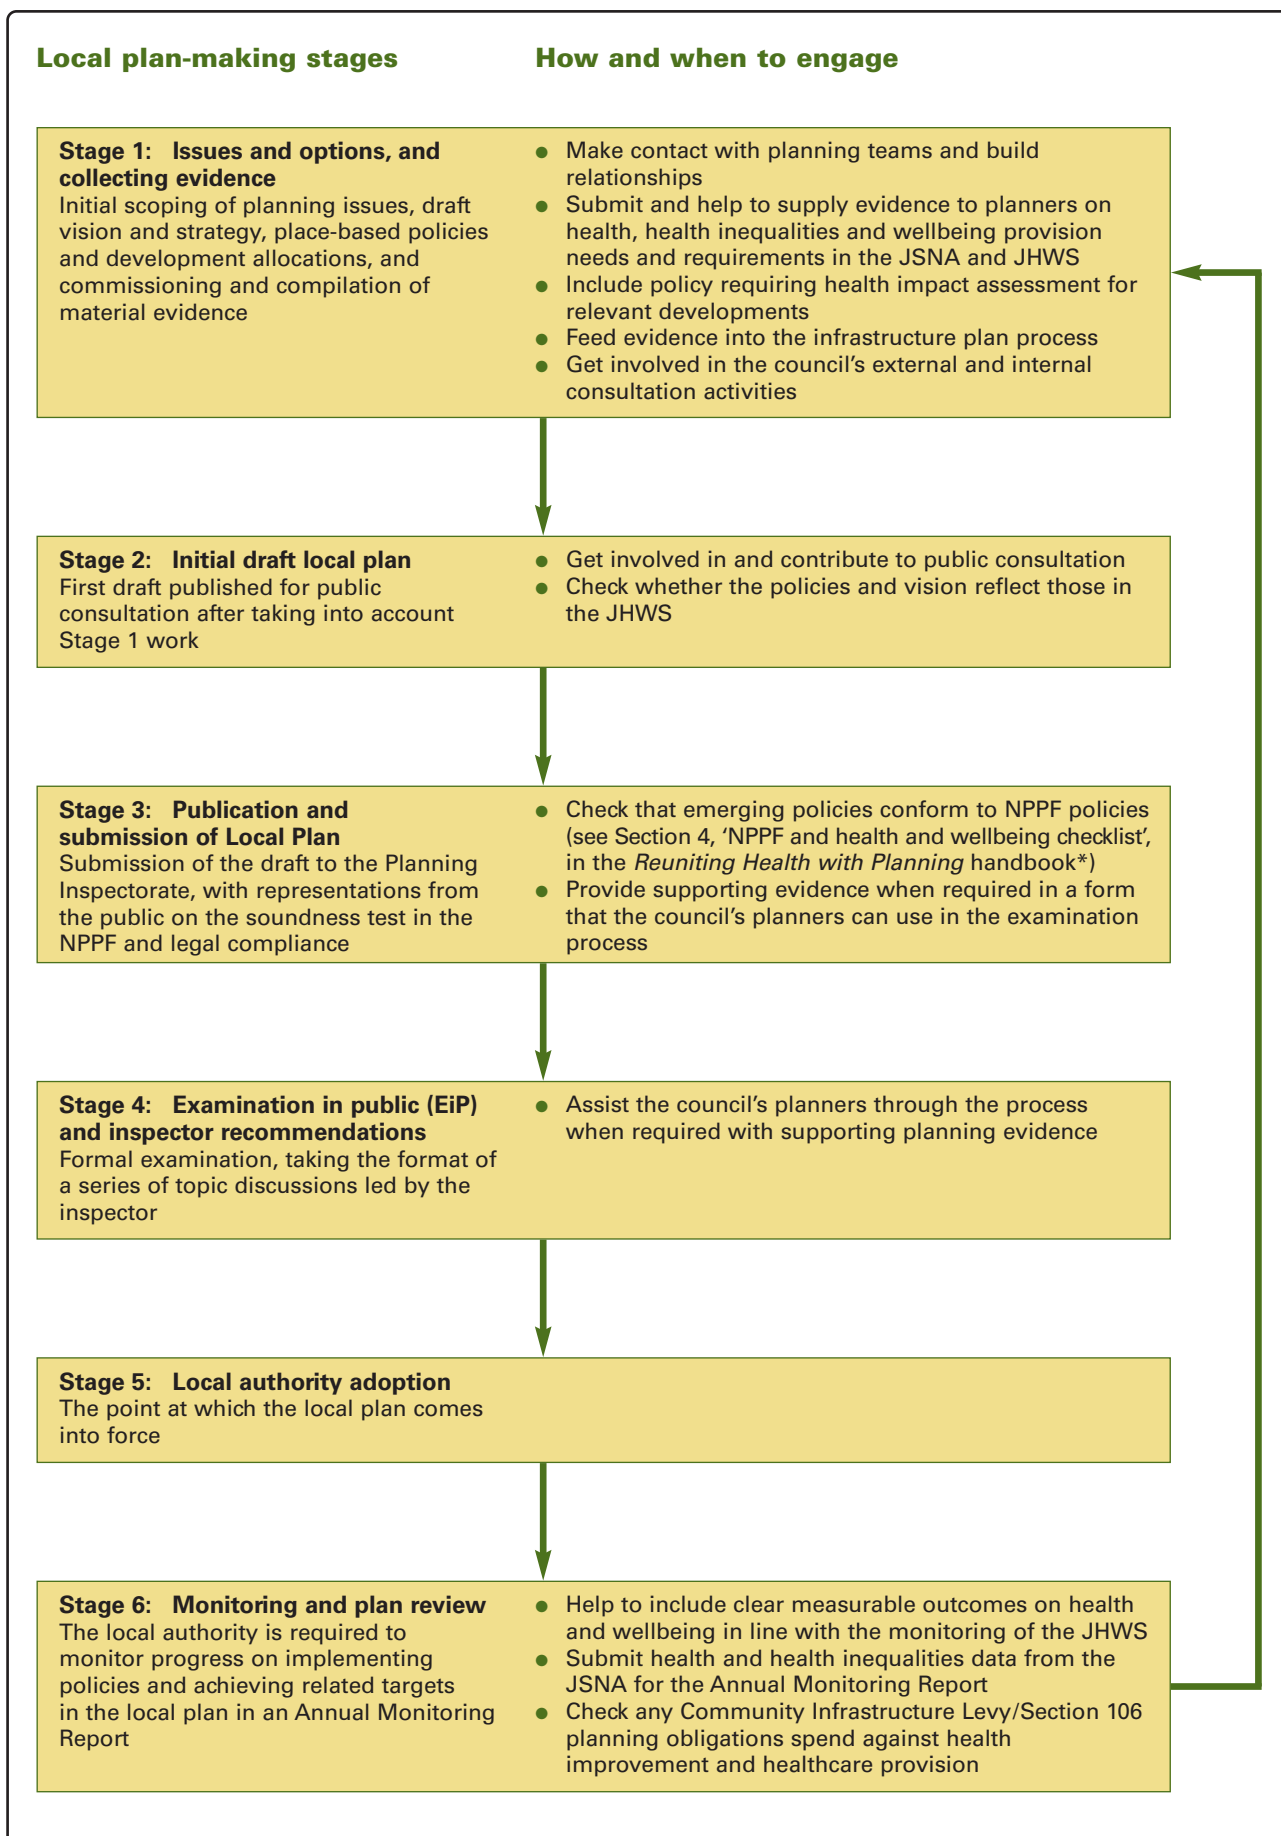 Local plan-making stages
How and when to engage
Stage 1: Issues and options, and
collecting evidence
Initial scoping of planning issues, draft
vision and strategy, place-based policies
and development allocations, and
commissioning and compilation of
material evidence
● Make contact with planning teams and build
relationships
● Submit and help to supply evidence to planners on
health, health inequalities and wellbeing provision
needs and requirements in the JSNA and JHWS
● Include policy requiring health impact assessment for
relevant developments
● Feed evidence into the infrastructure plan process
● Get involved in the council’s external and internal
consultation activities
Stage 2: Initial draft local plan
First draft published for public
consultation after taking into account
Stage 1 work
● Get involved in and contribute to public consultation
● Check whether the policies and vision reflect those in
the JHWS
Stage 3: Publication and
submission of Local Plan
Submission of the draft to the Planning
Inspectorate, with representations from
the public on the soundness test in the
NPPF and legal compliance
● Check that emerging policies conform to NPPF policies
(see Section 4, ‘NPPF and health and wellbeing checklist’,
in the Reuniting Health with Planning handbook*)
● Provide supporting evidence when required in a form
that the council’s planners can use in the examination
process
Stage 4: Examination in public (EiP)
and inspector recommendations
Formal examination, taking the format of
a series of topic discussions led by the
inspector
● Assist the council’s planners through the process
when required with supporting planning evidence
Stage 5: Local authority adoption
The point at which the local plan comes
into force
Stage 6: Monitoring and plan review
The local authority is required to
monitor progress on implementing
policies and achieving related targets
in the local plan in an Annual Monitoring
Report
● Help to include clear measurable outcomes on health
and wellbeing in line with the monitoring of the JHWS
● Submit health and health inequalities data from the
JSNA for the Annual Monitoring Report
● Check any Community Infrastructure Levy/Section 106
planning obligations spend against health
improvement and healthcare provision